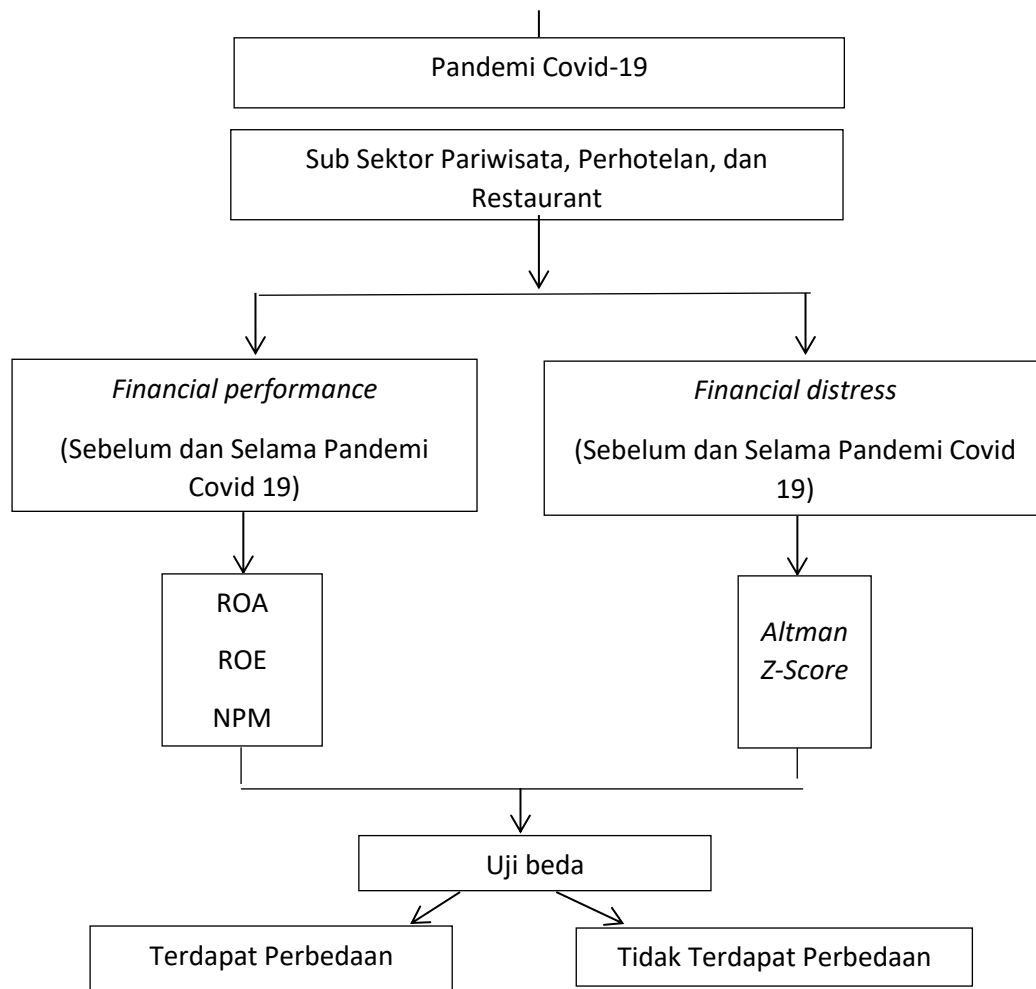 Pandemi Covid-19
Sub Sektor Pariwisata, Perhotelan, dan
Restaurant
Financial performance
(Sebelum dan Selama Pandemi
Covid 19)
Financial distress
(Sebelum dan Selama Pandemi Covid
19)
ROA
ROE
NPM
Altman
Z-Score
Uji beda
Terdapat Perbedaan
Tidak Terdapat Perbedaan